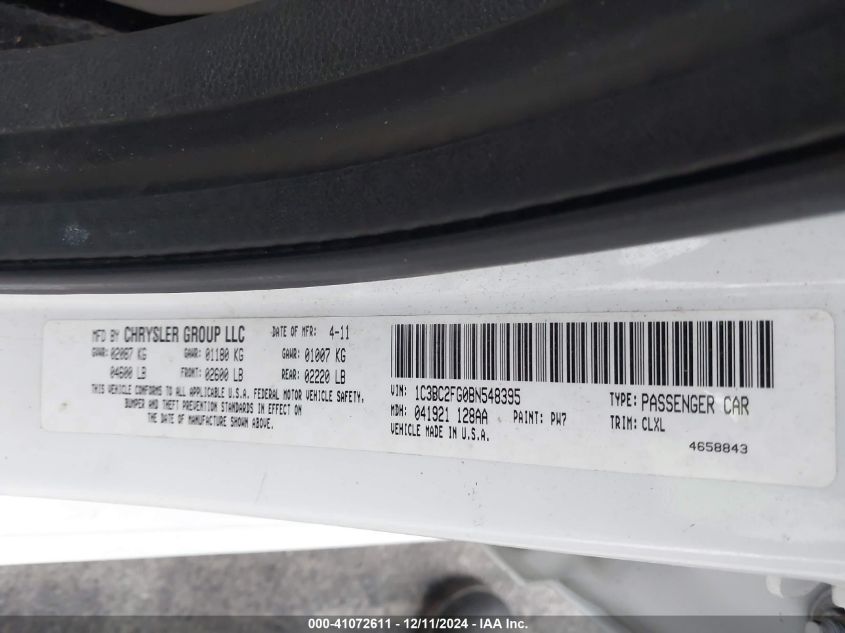 MFD BY CHRYSLER GROUP LLC DATE OF MFR: 4-11
GVWR: 02087 KG GAWR: 01180 KG GAWR: 01007 KG
04600 LB FRONT: 02600 LB REAR: 02220 LB
THIS VEHICLE CONFORMS TO ALL APPLICABLE U.S.A. FEDERAL MOTOR VEHICLE SAFETY,
BUMPER AND THEFT PREVENTION STANDARDS IN EFFECT ON
THE DATE OF MANUFACTURE SHOWN ABOVE.
VIN: 1C3BC2FG0BN548395 TYPE: PASSENGER CAR
MDH: 041921 128AA PAINT: PW7 TRIM: CLXL
VEHICLE MADE IN U.S.A.
4658843
000-41072611 - 12/11/2024 - IAA Inc.